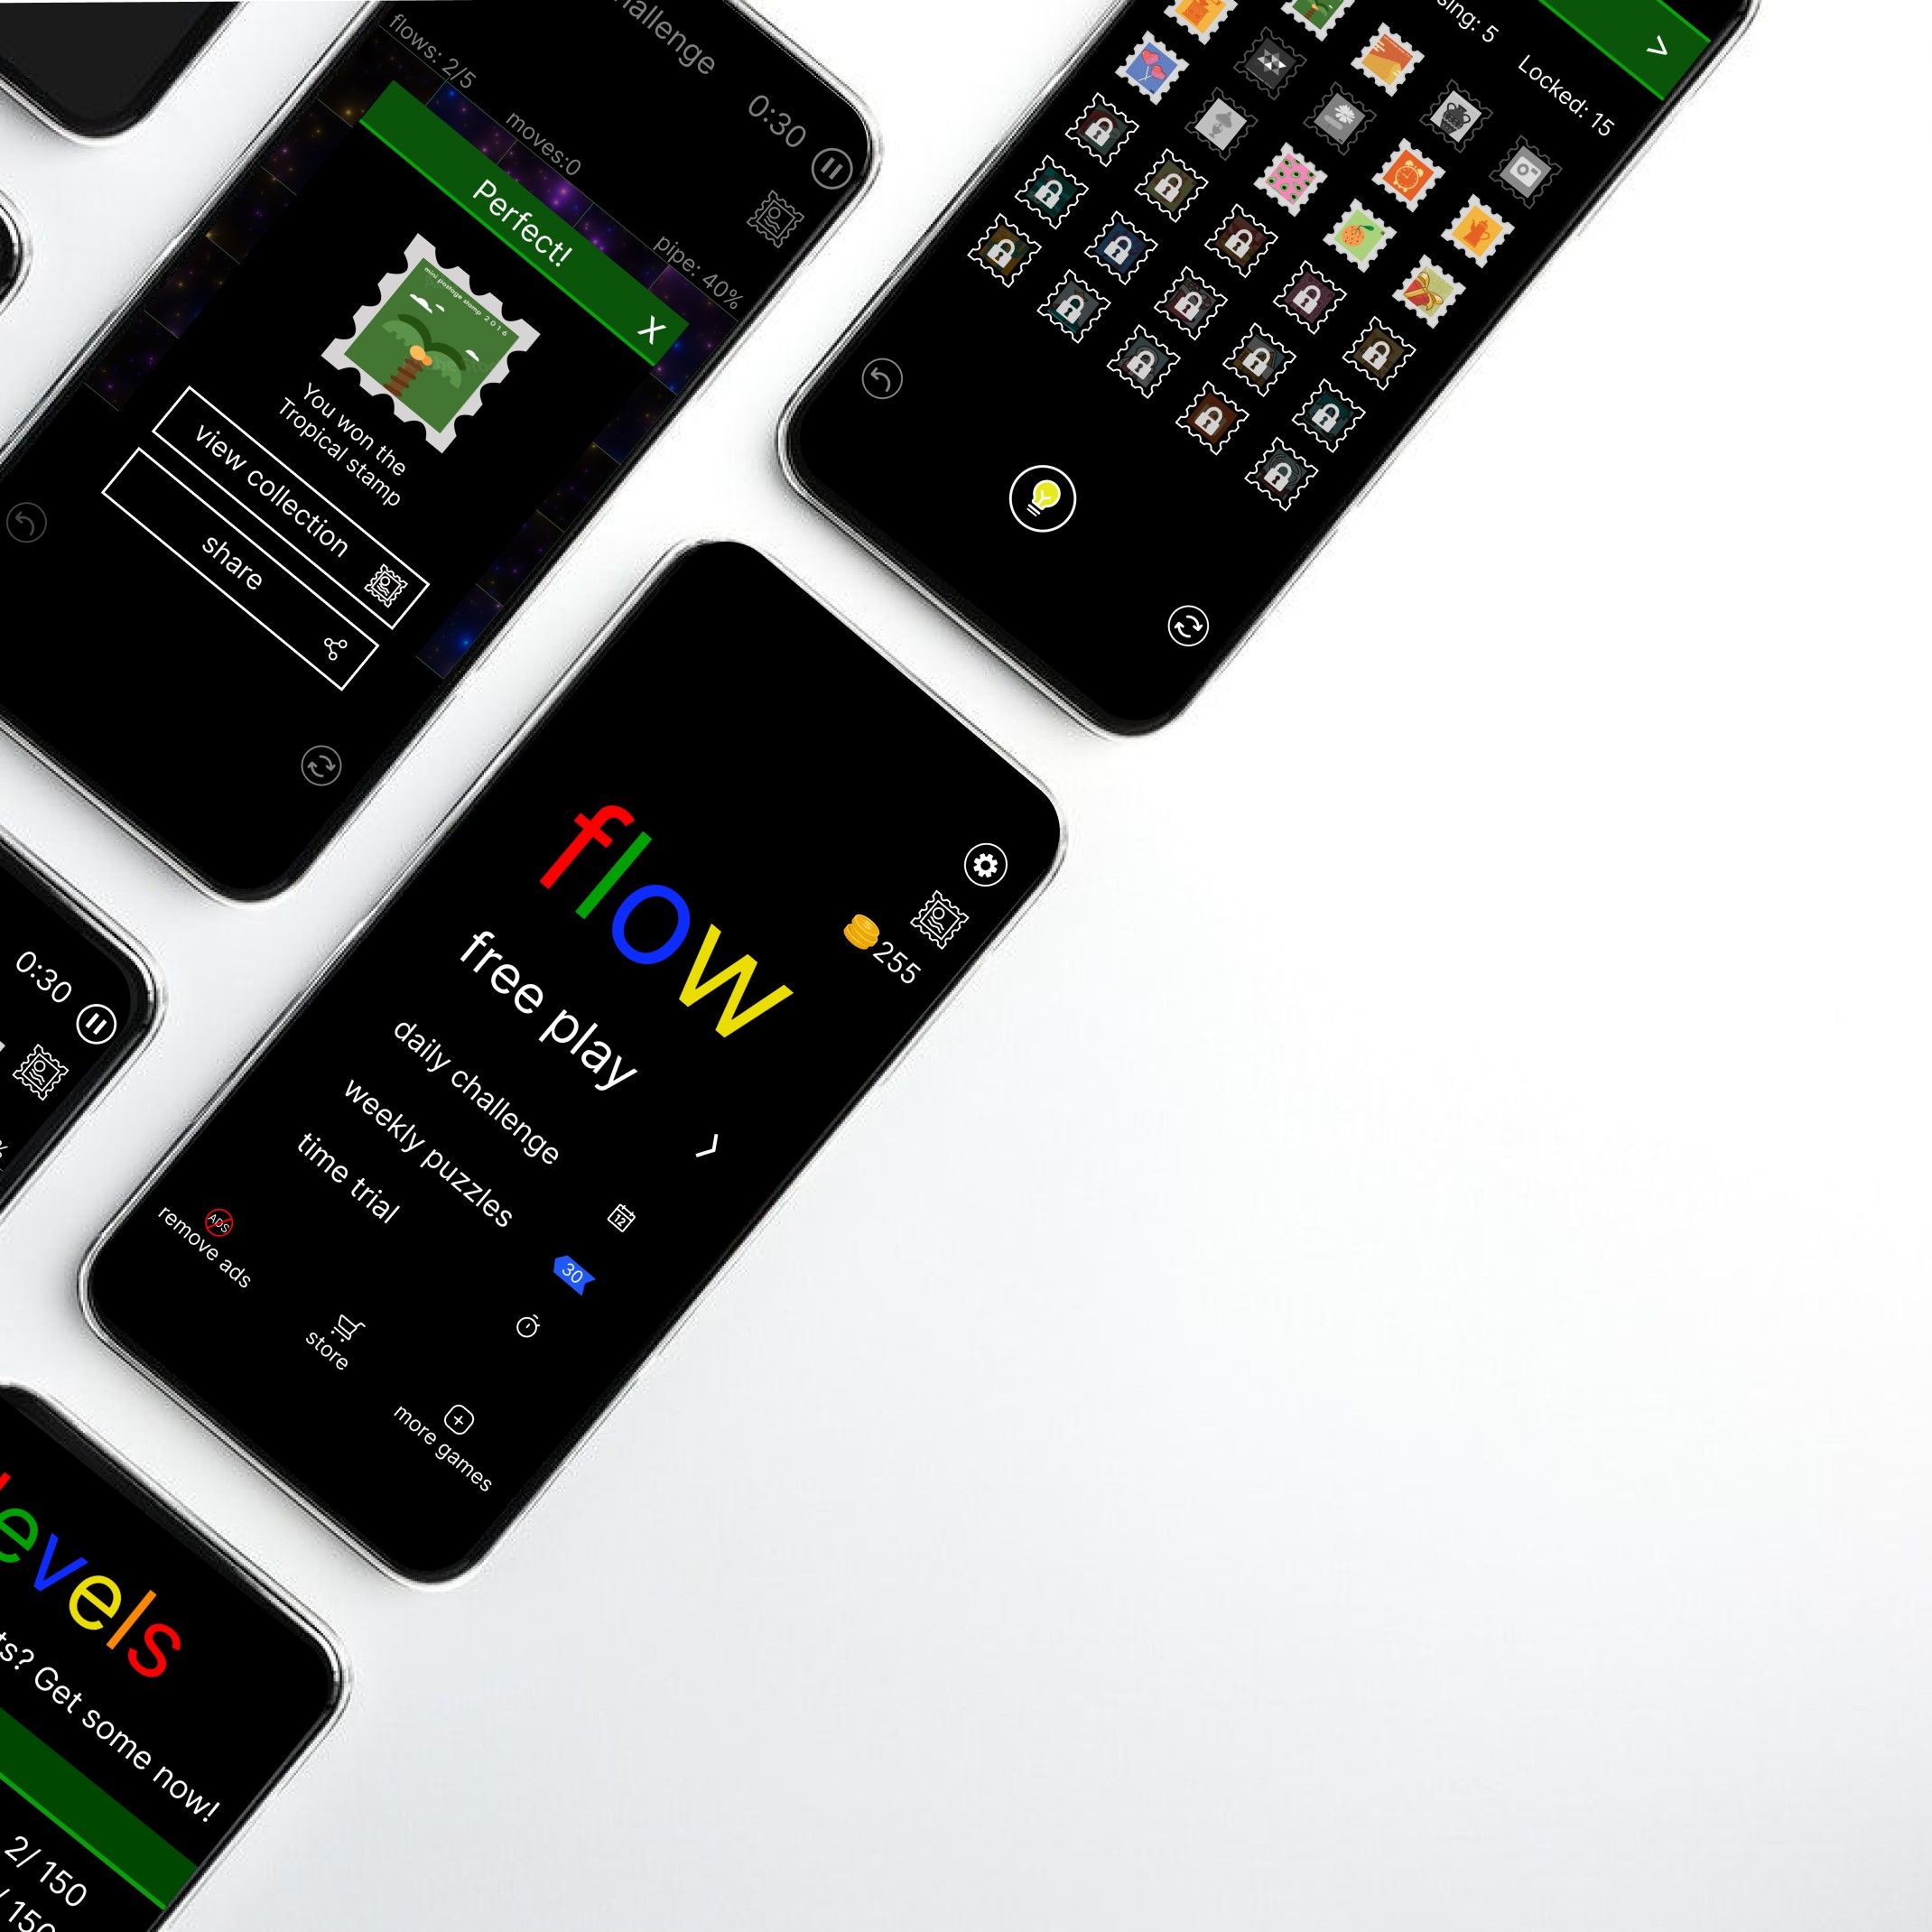 hallenge
0:30
flows: 2/5
moves:0
pipe: 40%
Perfect!
X
mini postage stamp 2016
You won the
Tropical stamp
view collection
share
sing: 5
Locked: 15
>
flow
255
free play
daily challenge
weekly puzzles
12
time trial
30
ADS
remove ads
store
more games
0:30
%
levels
ts? Get some now!
2/150
/150